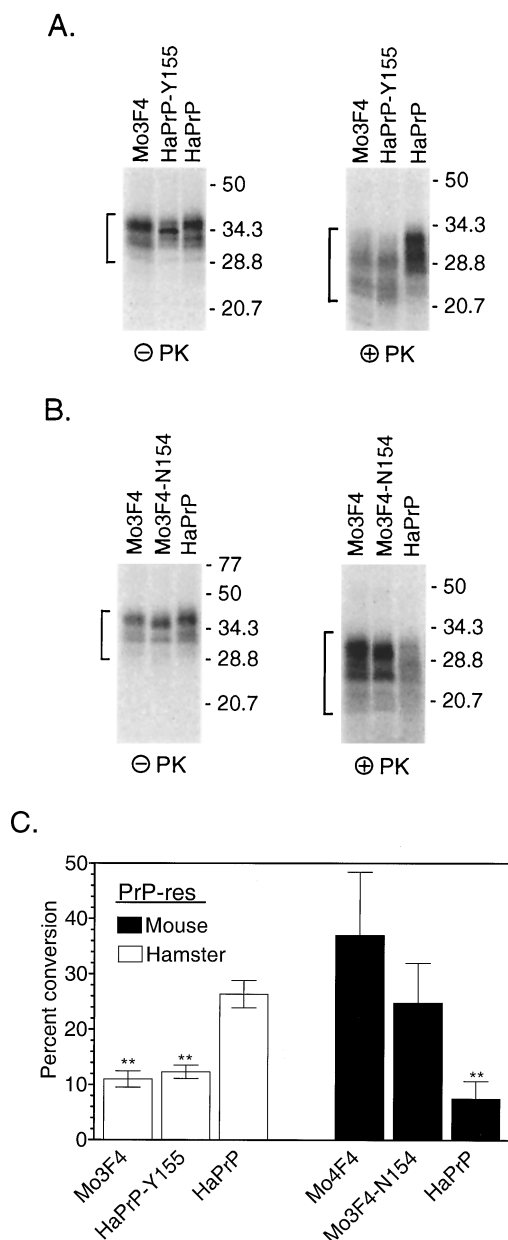 A.
Mo3F4
HaPrP-Y155
HaPrP
Mo3F4
HaPrP-Y155
HaPrP
- 50
- 34.3
- 28.8
- 20.7
- 50
- 34.3
- 28.8
- 20.7
⊖ PK
⊕ PK
B.
Mo3F4
Mo3F4-N154
HaPrP
Mo3F4
Mo3F4-N154
HaPrP
- 77
- 50
- 34.3
- 28.8
- 20.7
- 50
- 34.3
- 28.8
- 20.7
⊖ PK
⊕ PK
C.
Percent conversion
50
40
30
20
10
0
PrP-res
Mouse
Hamster
**
**
**
Mo3F4
HaPrP-Y155
HaPrP
Mo4F4
Mo3F4-N154
HaPrP